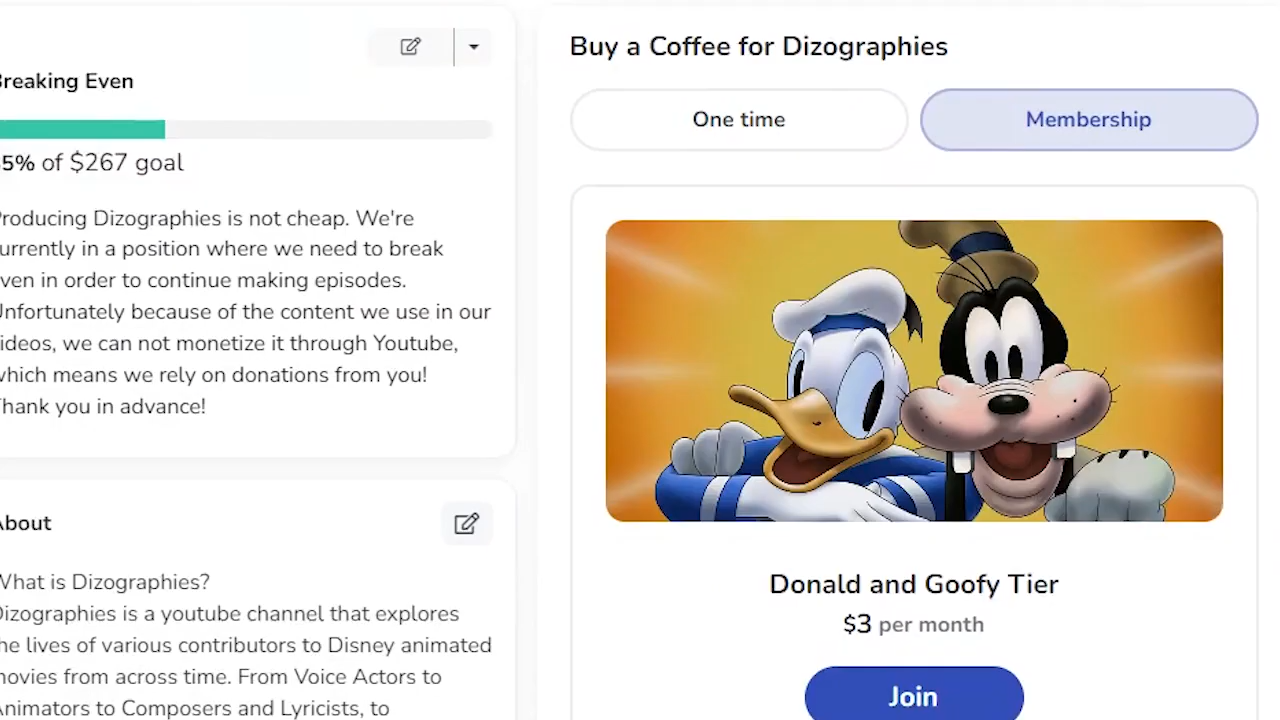 Breaking Even
5% of $267 goal
Producing Dizographies is not cheap. We're
currently in a position where we need to break
even in order to continue making episodes.
Unfortunately because of the content we use in our
videos, we can not monetize it through Youtube,
which means we rely on donations from you!
Thank you in advance!
About
What is Dizographies?
Dizographies is a youtube channel that explores
the lives of various contributors to Disney animated
movies from across time. From Voice Actors to
Animators to Composers and Lyricists, to
Buy a Coffee for Dizographies
One time
Membership
Donald and Goofy Tier
$3 per month
Join